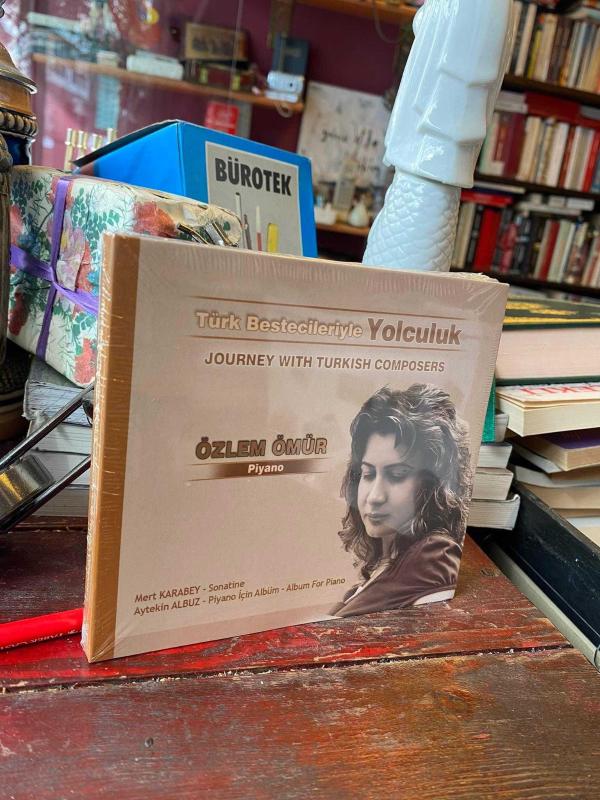 BÜROTEK
Türk Bestecileriyle Yolculuk
JOURNEY WITH TURKISH COMPOSERS
ÖZLEM ÖMÜR
Piyano
Mert KARABEY - Sonatine
Aytekin ALBUZ - Piyano İçin Albüm - Album For Piano